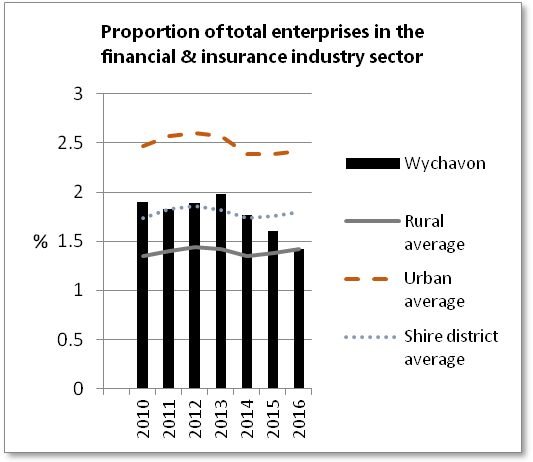 Proportion of total enterprises in the
financial & insurance industry sector
3
2.5
2
1.5
1
0.5
0
%
2010
2011
2012
2013
2014
2015
2016
Wychavon
Rural
average
Urban
average
Shire district
average